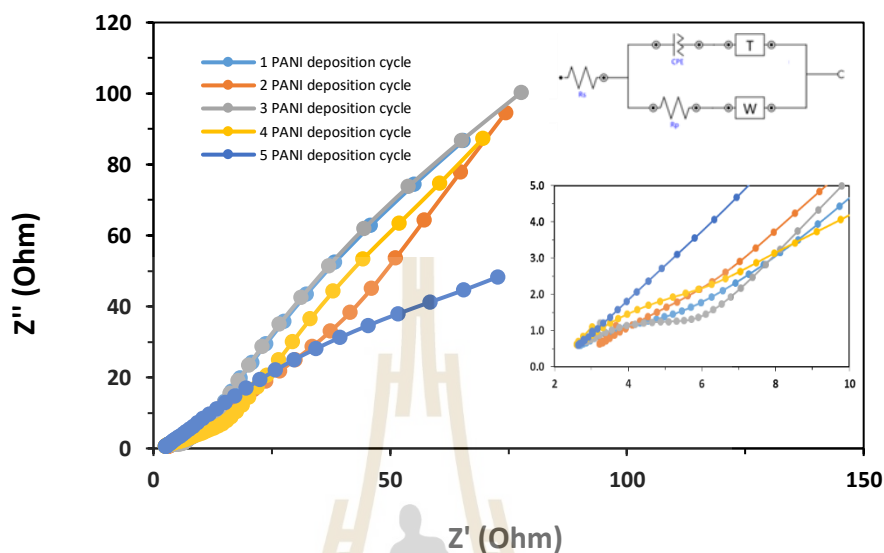 120
100
80
60
40
20
0
0
50
100
150
Z'' (Ohm)
Z' (Ohm)
1 PANI deposition cycle
2 PANI deposition cycle
3 PANI deposition cycle
4 PANI deposition cycle
5 PANI deposition cycle
Rs
CPE
T
Rp
W
5.0
4.0
3.0
2.0
1.0
0.0
2
4
6
8
10